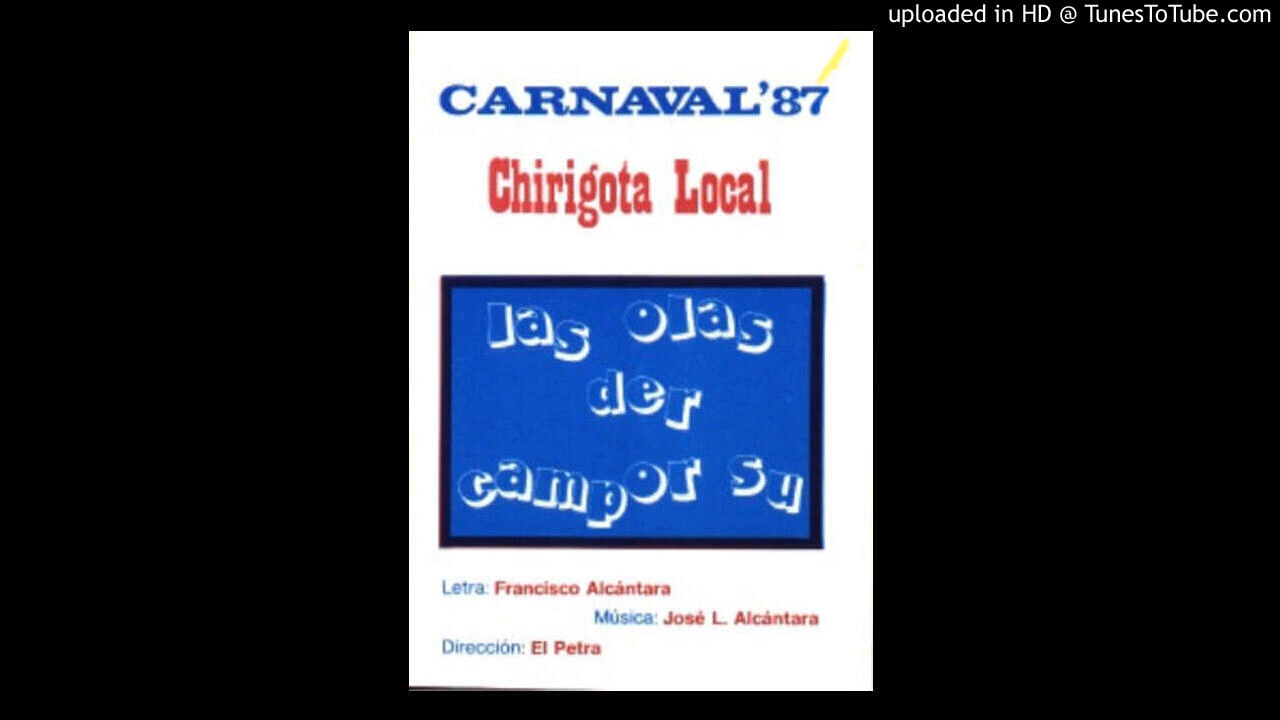 uploaded in HD @ TunesToTube.com
CARNAVAL'87
Chirigota Local
las olas
der
campor su
Letra: Francisco Alcántara
Música: José L. Alcántara
Dirección: El Petra